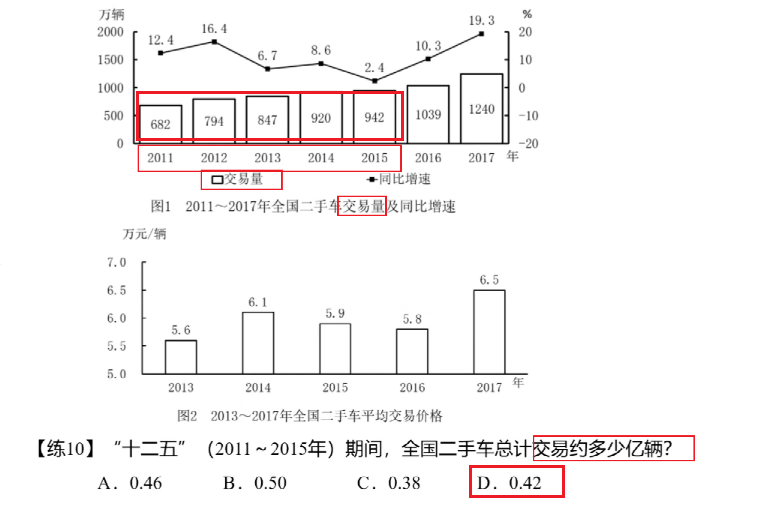 万辆 %
2000 20
1500 10
1000 0
500 -10
0 -20
12.4 16.4 6.7 8.6 2.4 10.3 19.3
682 794 847 920 942 1039 1240
2011 2012 2013 2014 2015 2016 2017 年
交易量 同比增速
图1 2011～2017年全国二手车交易量及同比增速
万元/辆
7.0
6.5
6.0
5.5
5.0
5.6 6.1 5.9 5.8 6.5
2013 2014 2015 2016 2017 年
图2 2013～2017年全国二手车平均交易价格
【练10】“十二五”（2011～2015年）期间，全国二手车总计交易约多少亿辆？
A．0.46 B．0.50 C．0.38 D．0.42